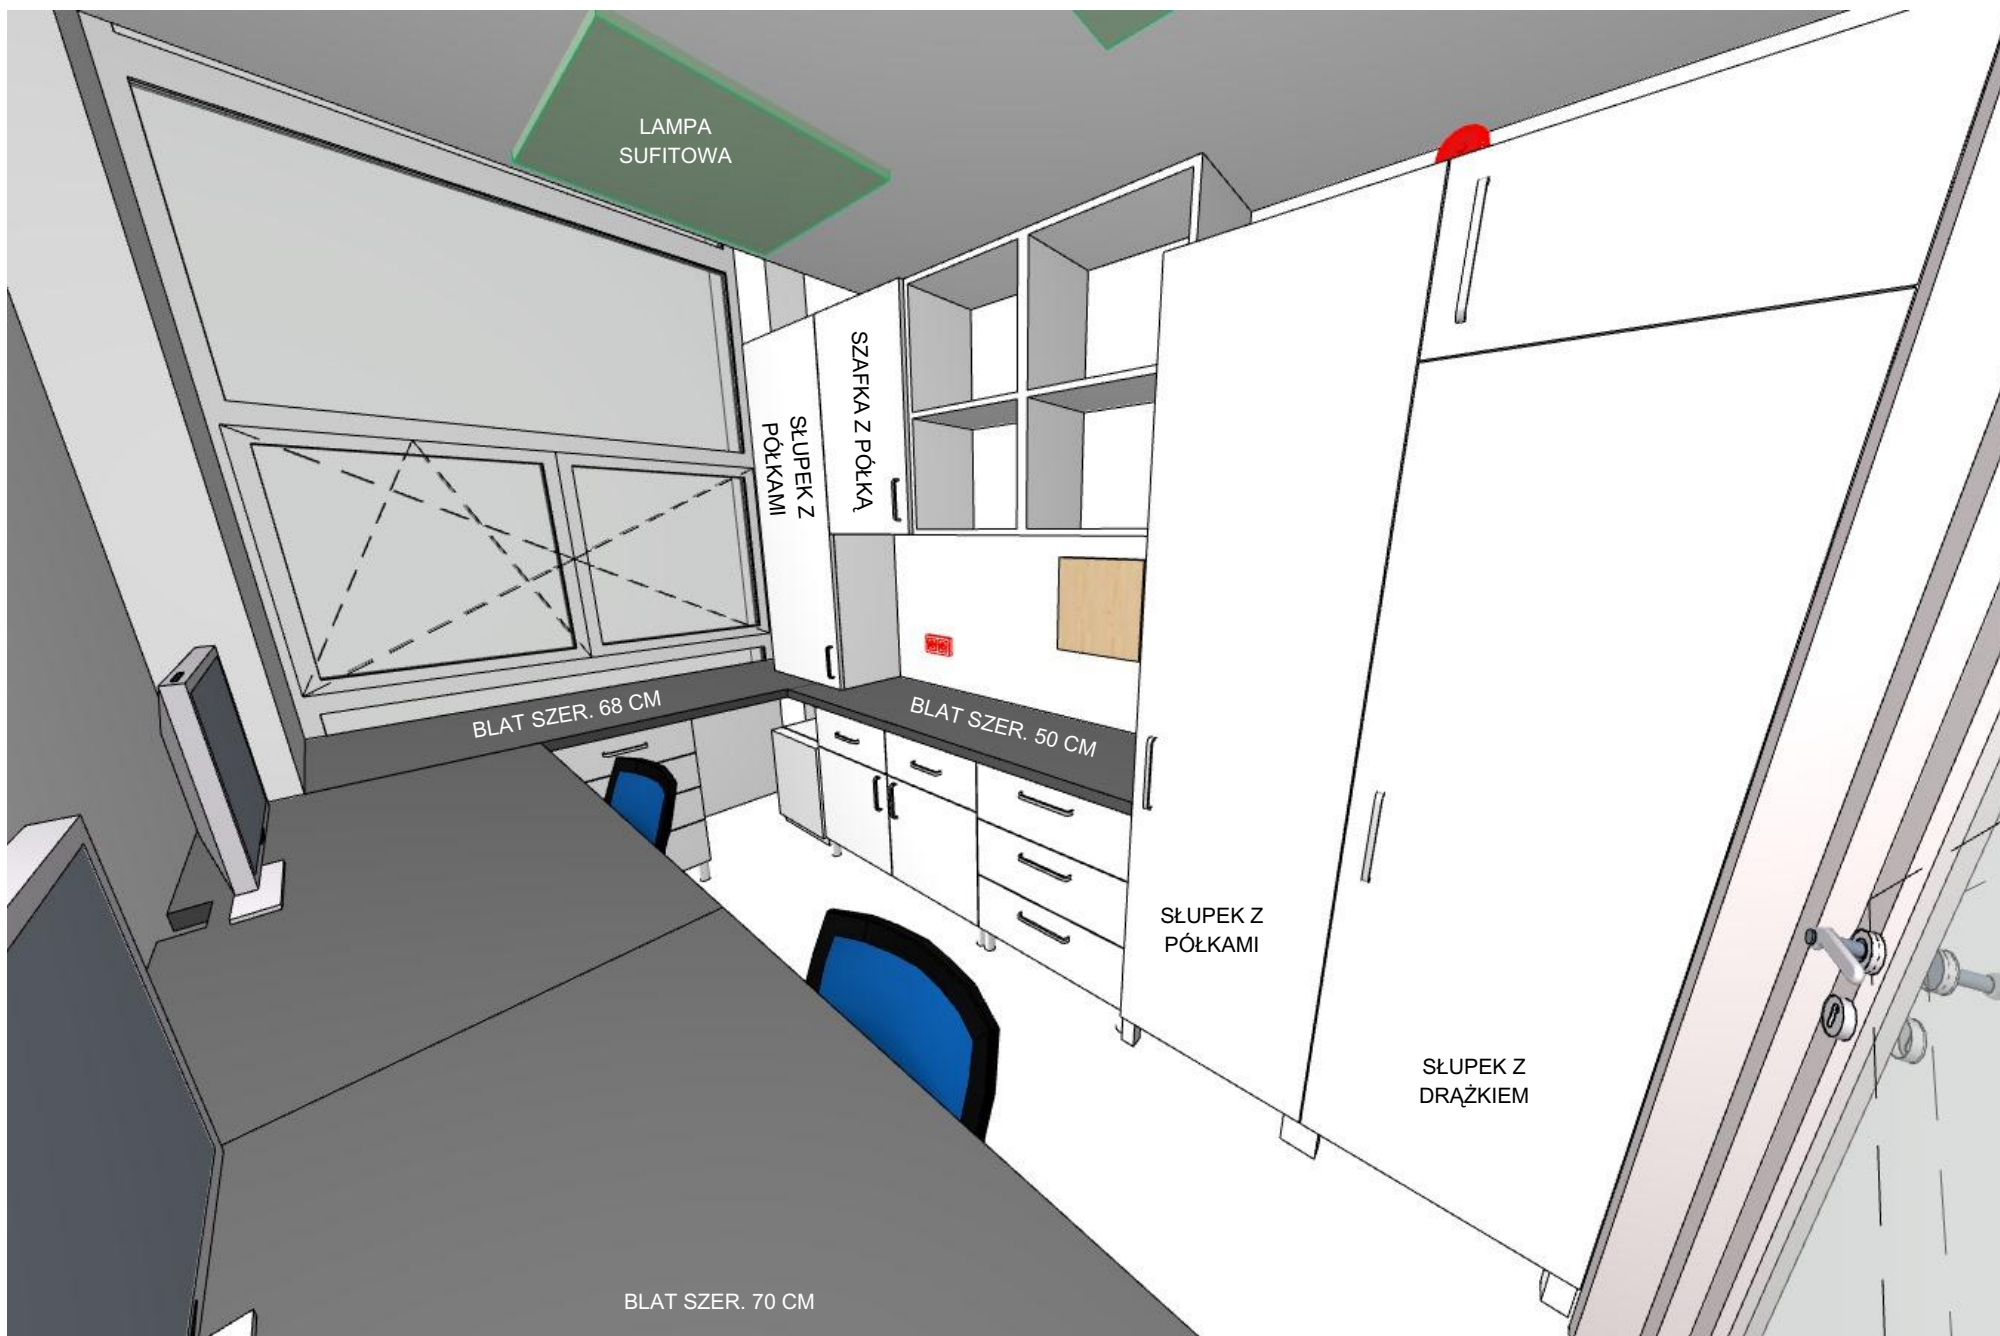 LAMPA
SUFITOWA
SŁUPEK Z
PÓŁKAMI
SZAFKA Z PÓŁKĄ
BLAT SZER. 68 CM
BLAT SZER. 50 CM
SŁUPEK Z
PÓŁKAMI
SŁUPEK Z
DRĄŻKIEM
BLAT SZER. 70 CM